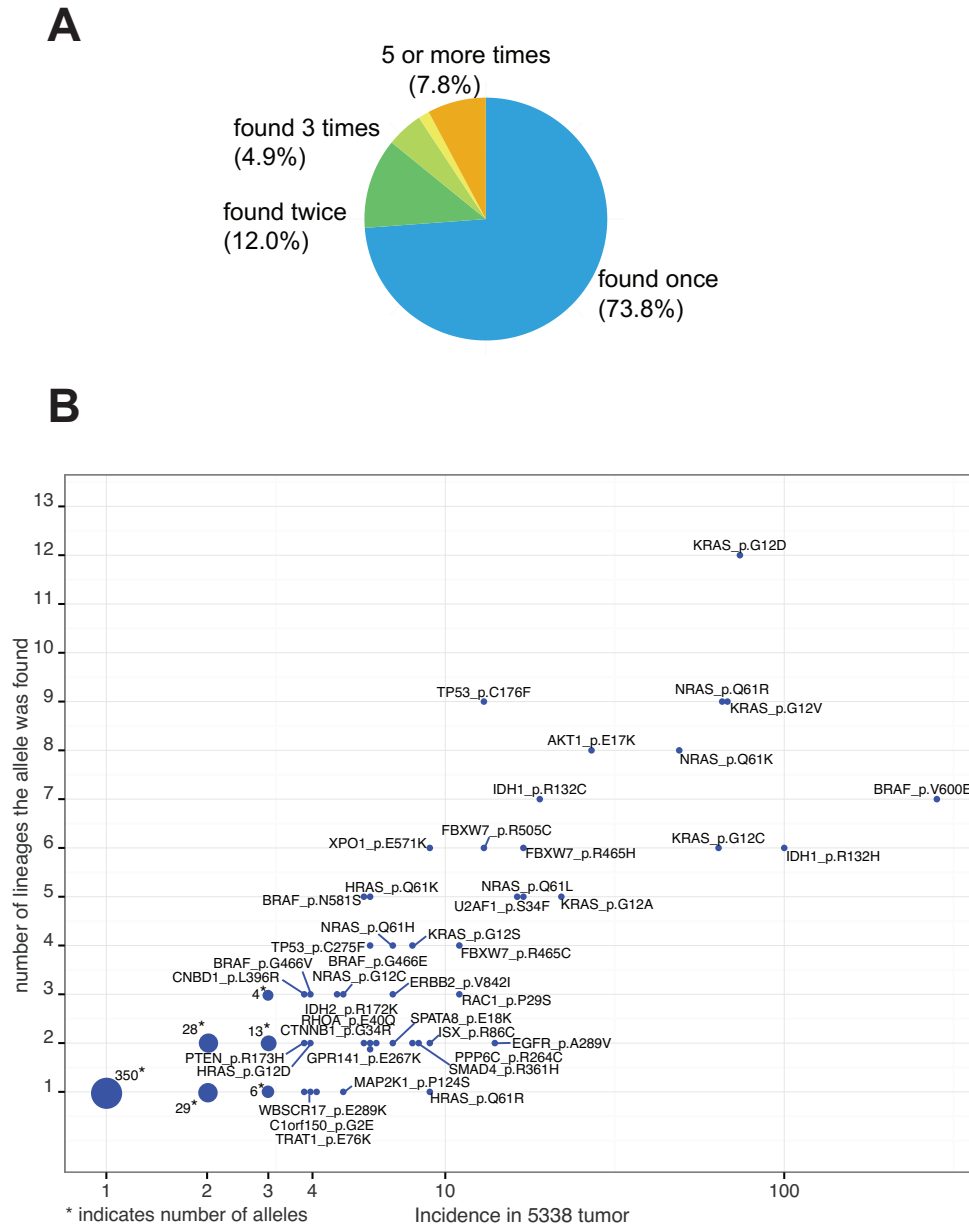 A
5 or more times
(7.8%)
found 3 times
(4.9%)
found twice
(12.0%)
found once
(73.8%)
B
number of lineages the allele was found
13
12
11
10
9
8
7
6
5
4
3
2
1
KRAS_p.G12D
TP53_p.C176F
NRAS_p.Q61R
KRAS_p.G12V
AKT1_p.E17K
NRAS_p.Q61K
IDH1_p.R132C
BRAF_p.V600E
FBXW7_p.R505C
XPO1_p.E571K
KRAS_p.G12C
FBXW7_p.R465H
IDH1_p.R132H
HRAS_p.Q61K
NRAS_p.Q61L
BRAF_p.N581S
U2AF1_p.S34F
KRAS_p.G12A
NRAS_p.Q61H
KRAS_p.G12S
TP53_p.C275F
FBXW7_p.R465C
BRAF_p.G466V
BRAF_p.G466E
CNBD1_p.L396R
NRAS_p.G12C
ERBB2_p.V842I
4*
RAC1_p.P29S
IDH2_p.R172K
RHOA_p.E40Q
SPATA8_p.E18K
28*
13*
CTNNB1_p.G34R
ISX_p.R86C
EGFR_p.A289V
PTEN_p.R173H
GPR141_p.E267K
PPP6C_p.R264C
HRAS_p.G12D
SMAD4_p.R361H
350*
29*
6*
MAP2K1_p.P124S
HRAS_p.Q61R
WBSCR17_p.E289K
C1orf150_p.G2E
TRAT1_p.E76K
1 2 3 4 10 100
* indicates number of alleles
Incidence in 5338 tumor